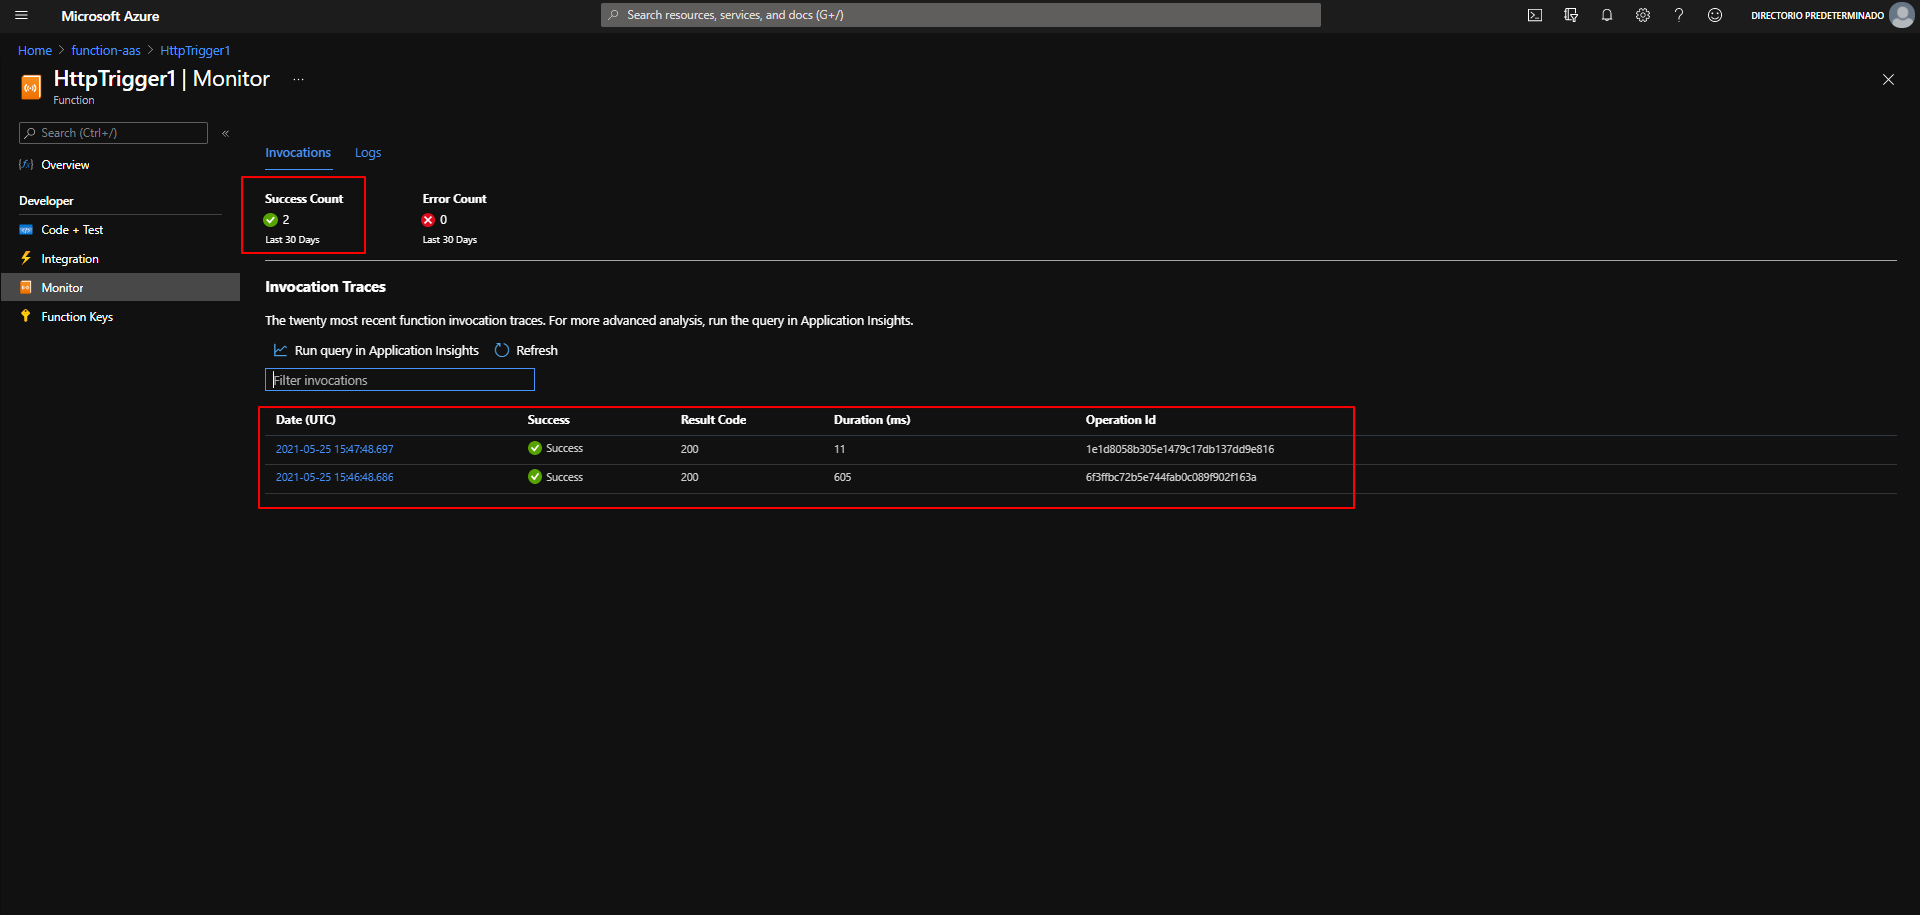 Microsoft Azure
Search resources, services, and docs (G+/)
DIRECTORIO PREDETERMINADO
Home > function-aas > HttpTrigger1
HttpTrigger1 | Monitor ...
Function
Search (Ctrl+/)
«
Overview
Developer
Code + Test
Integration
Monitor
Function Keys
Invocations Logs
Success Count Error Count
2 0
Last 30 Days Last 30 Days
Invocation Traces
The twenty most recent function invocation traces. For more advanced analysis, run the query in Application Insights.
Run query in Application Insights Refresh
Filter invocations
Date (UTC) Success Result Code Duration (ms) Operation Id
2021-05-25 15:47:48.697 Success 200 11 1e1d8058b305e1479c17db137dd9e816
2021-05-25 15:46:48.686 Success 200 605 6f3ffbc72b5e744fab0c089f902f163a